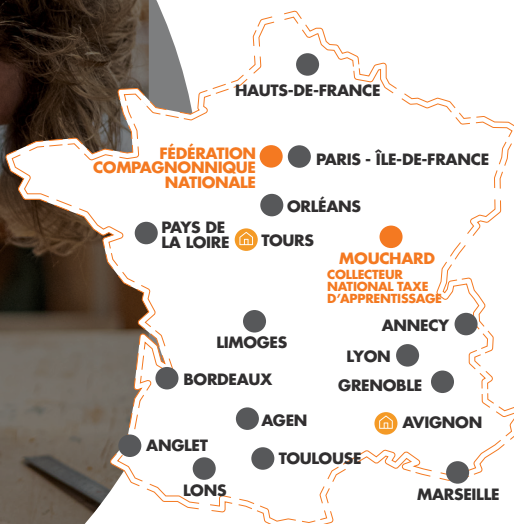 HAUTS-DE-FRANCE
FÉDÉRATION
COMPAGNONNIQUE
NATIONALE
PARIS - ÎLE-DE-FRANCE
ORLÉANS
PAYS DE
LA LOIRE
TOURS
MOUCHARD
COLLECTEUR
NATIONAL TAXE
D'APPRENTISSAGE
ANNECY
LIMOGES
LYON
GRENOBLE
BORDEAUX
AGEN
AVIGNON
ANGLET
TOULOUSE
LONS
MARSEILLE